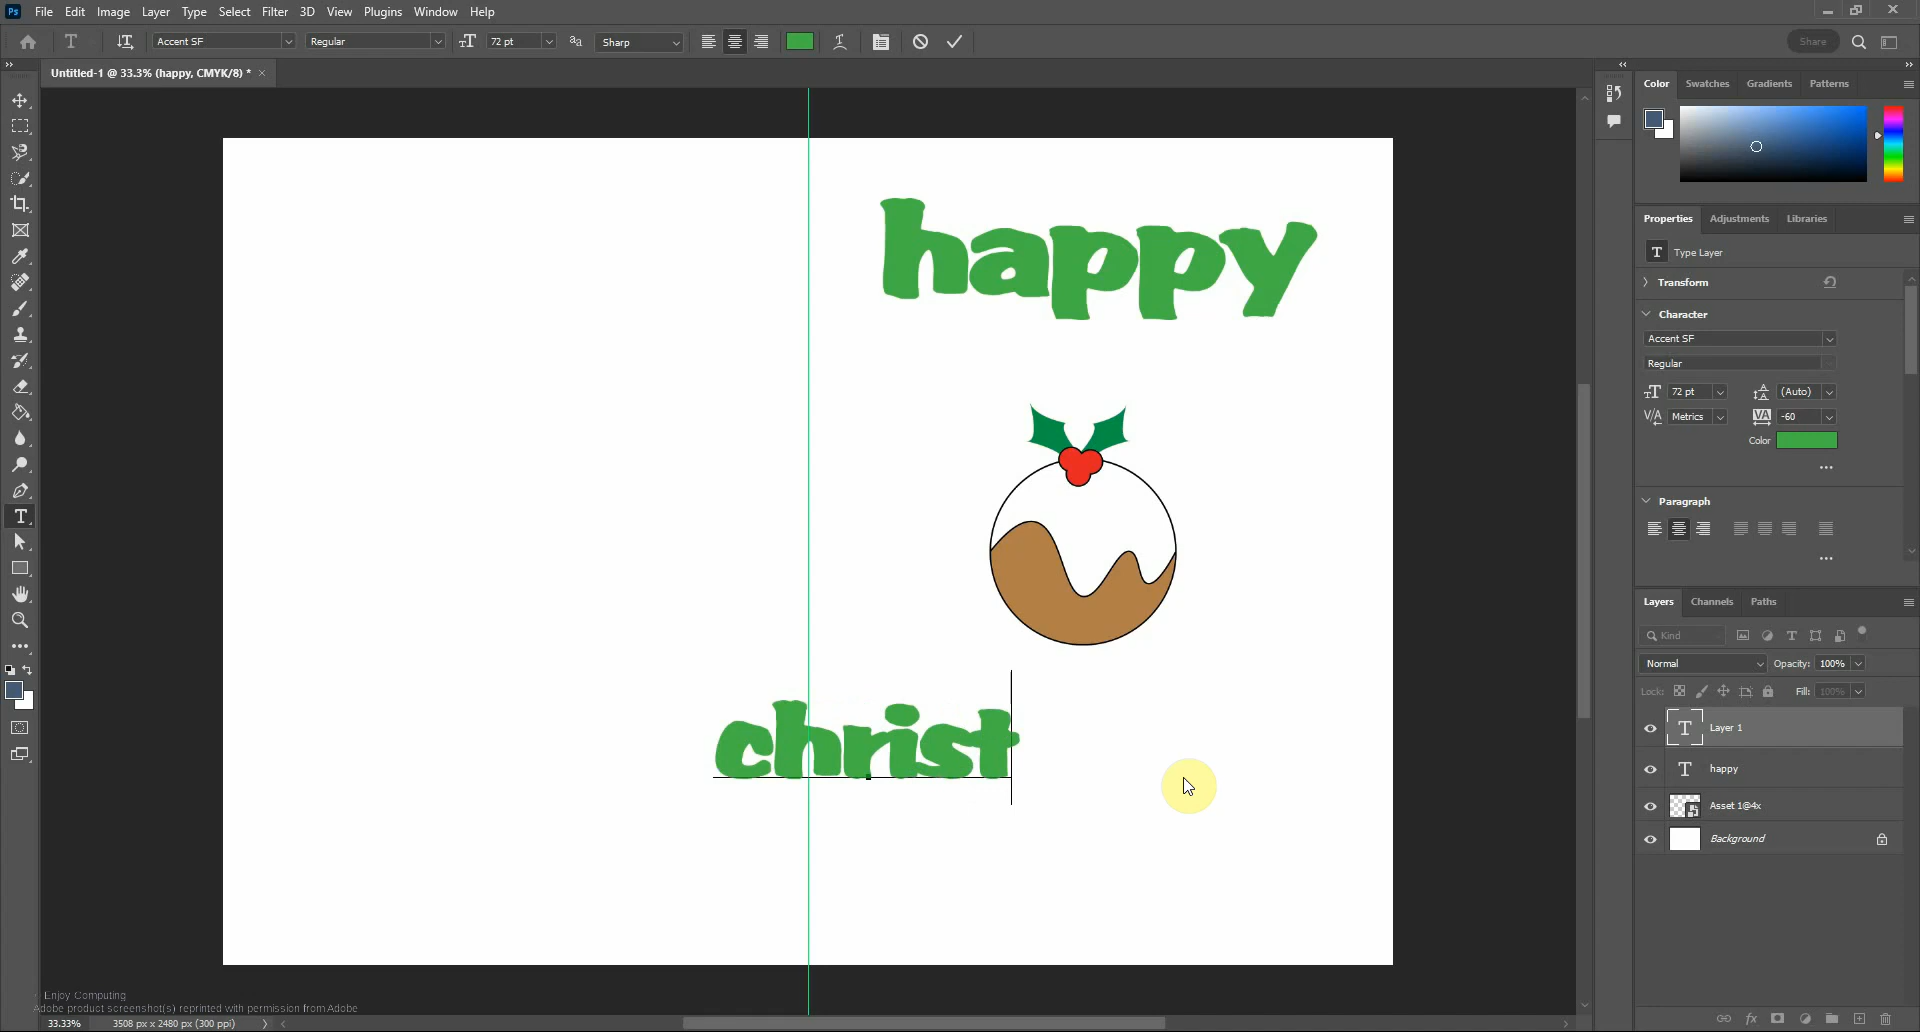 Ps File Edit Image Layer Type Select Filter 3D View Plugins Window Help
T Accent SF Regular 72 pt Sharp Share
Untitled-1 @ 33.3% (happy, CMYK/8) * ×
Color Swatches Gradients Patterns
happy
Properties Adjustments Libraries
T Type Layer
Transform
Character
Accent SF
Regular
72 pt (Auto)
Metrics -60
Color
Paragraph
christ
Layers Channels Paths
Kind
Normal Opacity: 100%
Lock: Fill: 100%
T Layer 1
T happy
Asset 1@4x
Background
Enjoy Computing
Adobe product screenshot(s) reprinted with permission from Adobe
33.33% 3508 px x 2480 px (300 ppi)